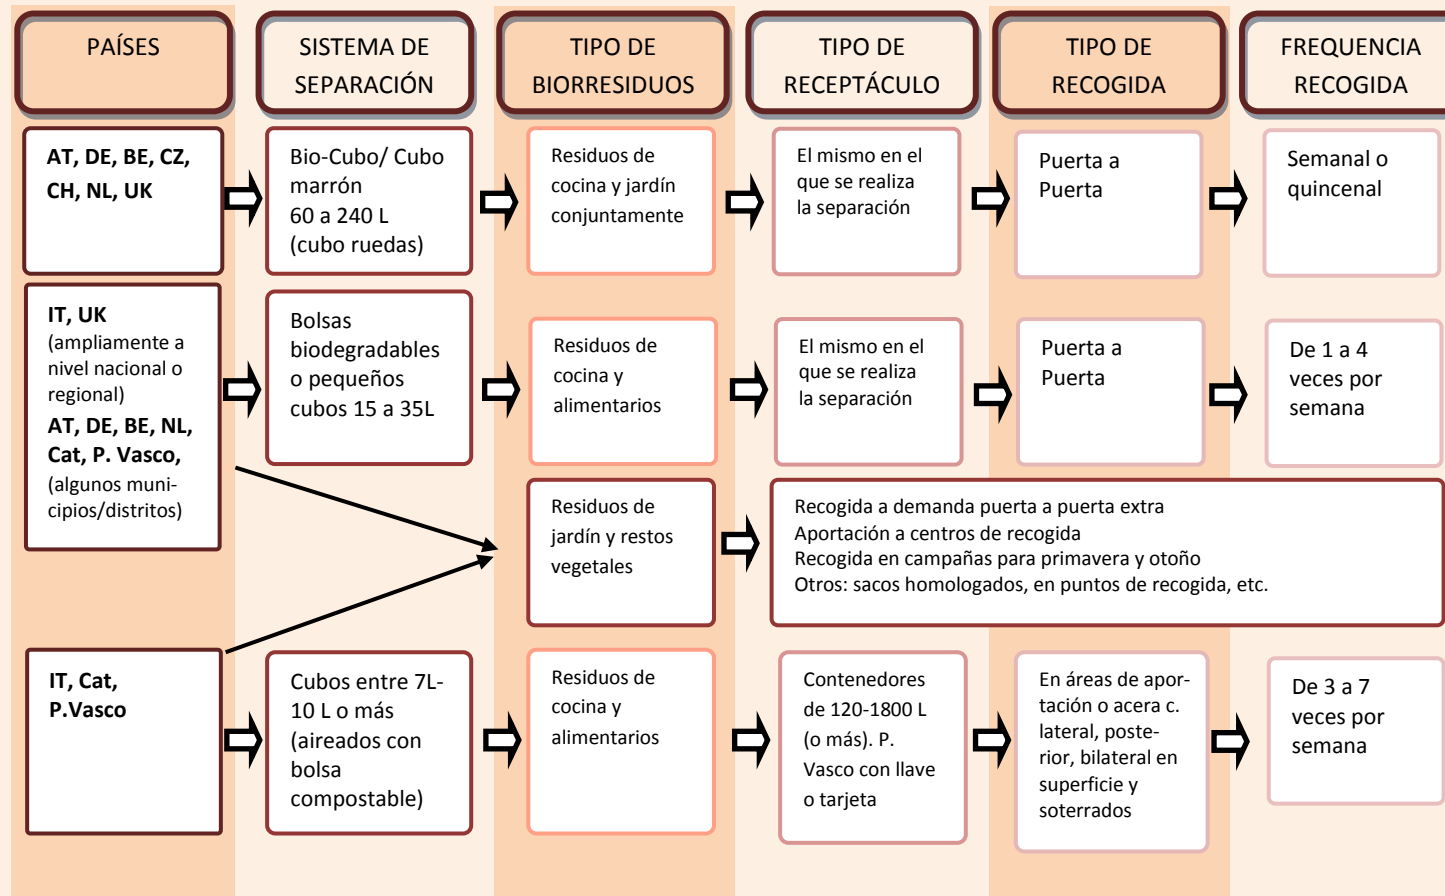 PAÍSES
SISTEMA DE
SEPARACIÓN
TIPO DE
BIORRESIDUOS
TIPO DE
RECEPTÁCULO
TIPO DE
RECOGIDA
FREQUENCIA
RECOGIDA
AT, DE, BE, CZ,
CH, NL, UK
Bio-Cubo/ Cubo
marrón
60 a 240 L
(cubo ruedas)
Residuos de
cocina y jardín
conjuntamente
El mismo en el
que se realiza
la separación
Puerta a
Puerta
Semanal o
quincenal
IT, UK
(ampliamente a
nivel nacional o
regional)
AT, DE, BE, NL,
Cat, P. Vasco,
(algunos muni-
cipios/distritos)
Bolsas
biodegradables
o pequeños
cubos 15 a 35L
Residuos de
cocina y
alimentarios
El mismo en el
que se realiza
la separación
Puerta a
Puerta
De 1 a 4
veces por
semana
Residuos de
jardín y restos
vegetales
Recogida a demanda puerta a puerta extra
Aportación a centros de recogida
Recogida en campañas para primavera y otoño
Otros: sacos homologados, en puntos de recogida, etc.
IT, Cat,
P.Vasco
Cubos entre 7L-
10 L o más
(aireados con
bolsa
compostable)
Residuos de
cocina y
alimentarios
Contenedores
de 120-1800 L
(o más). P.
Vasco con llave
o tarjeta
En áreas de apor-
tación o acera c.
lateral, poste-
rior, bilateral en
superficie y
soterrados
De 3 a 7
veces por
semana